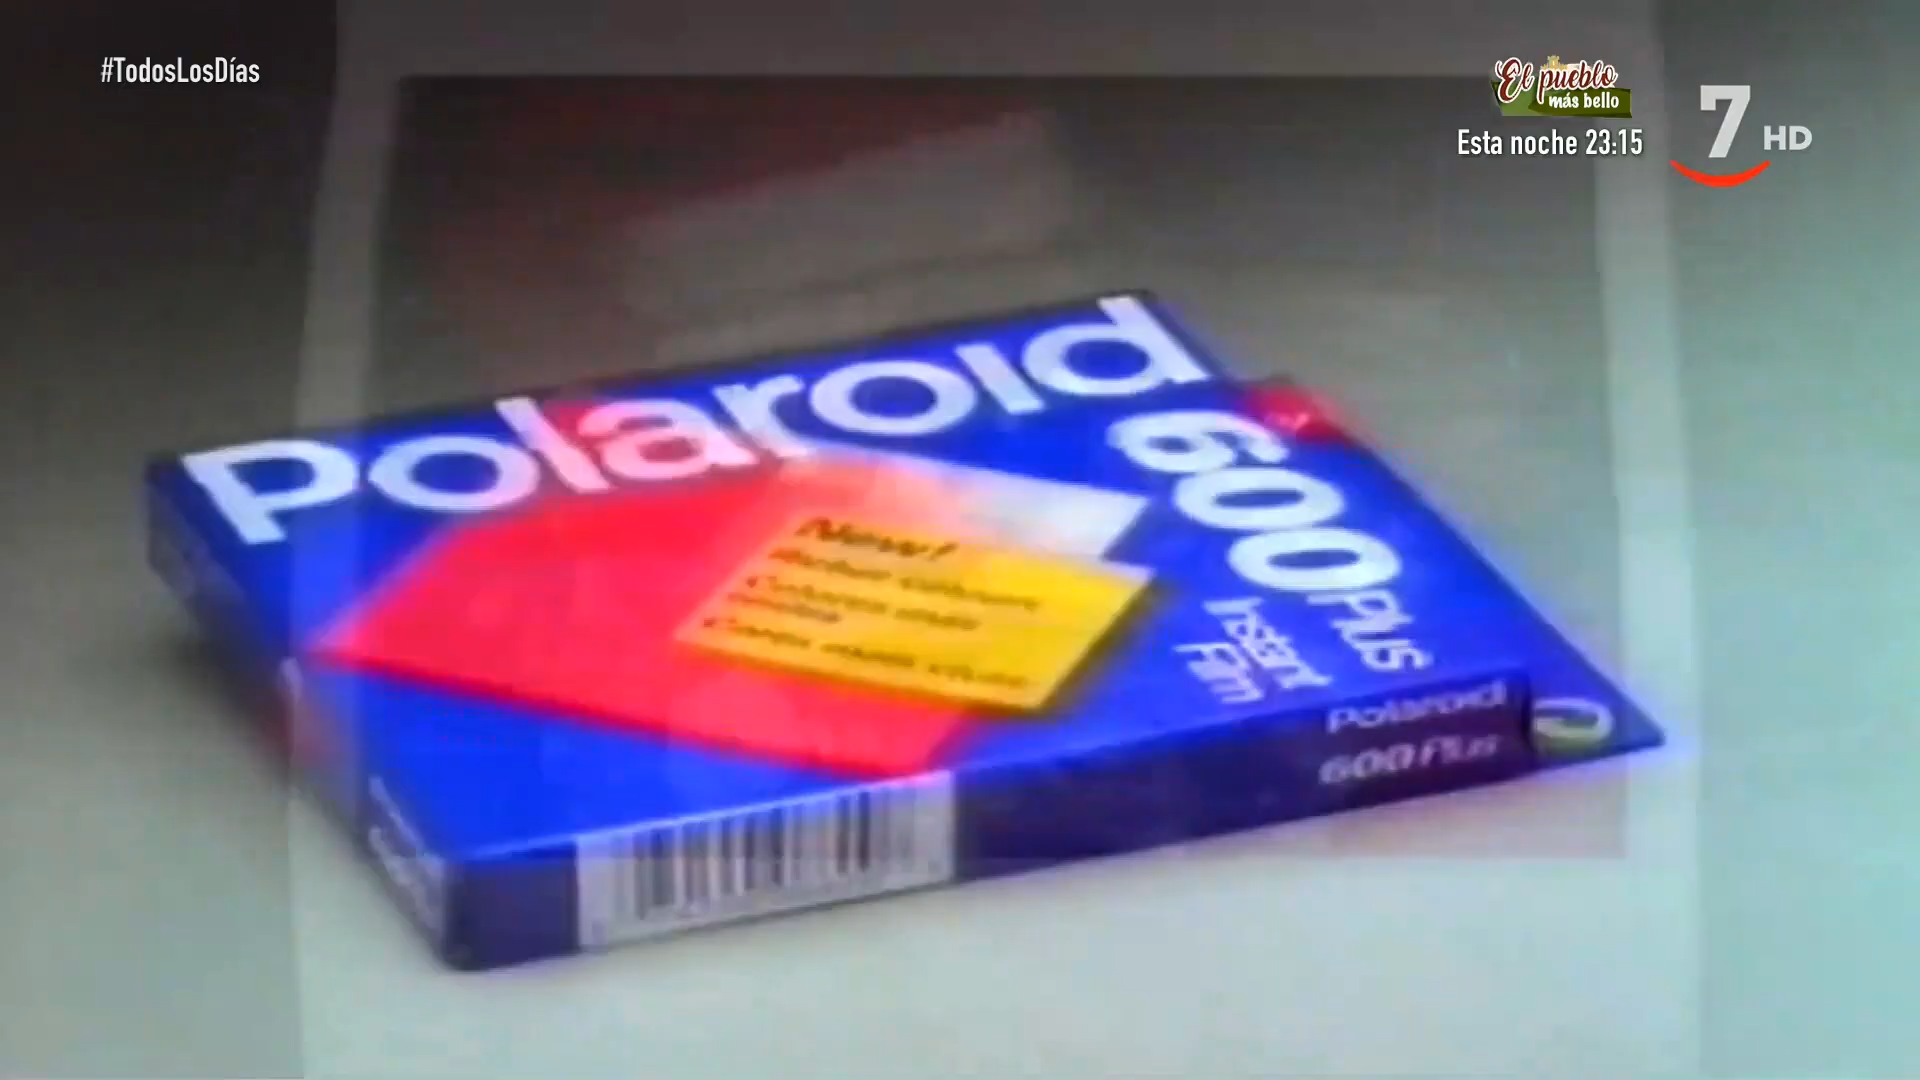 #TodosLosDías
El pueblo
más bello
Esta noche 23:15
7 HD
Polaroid
600 Plus
Instant
Film
New!
Polaroid
600 Plus